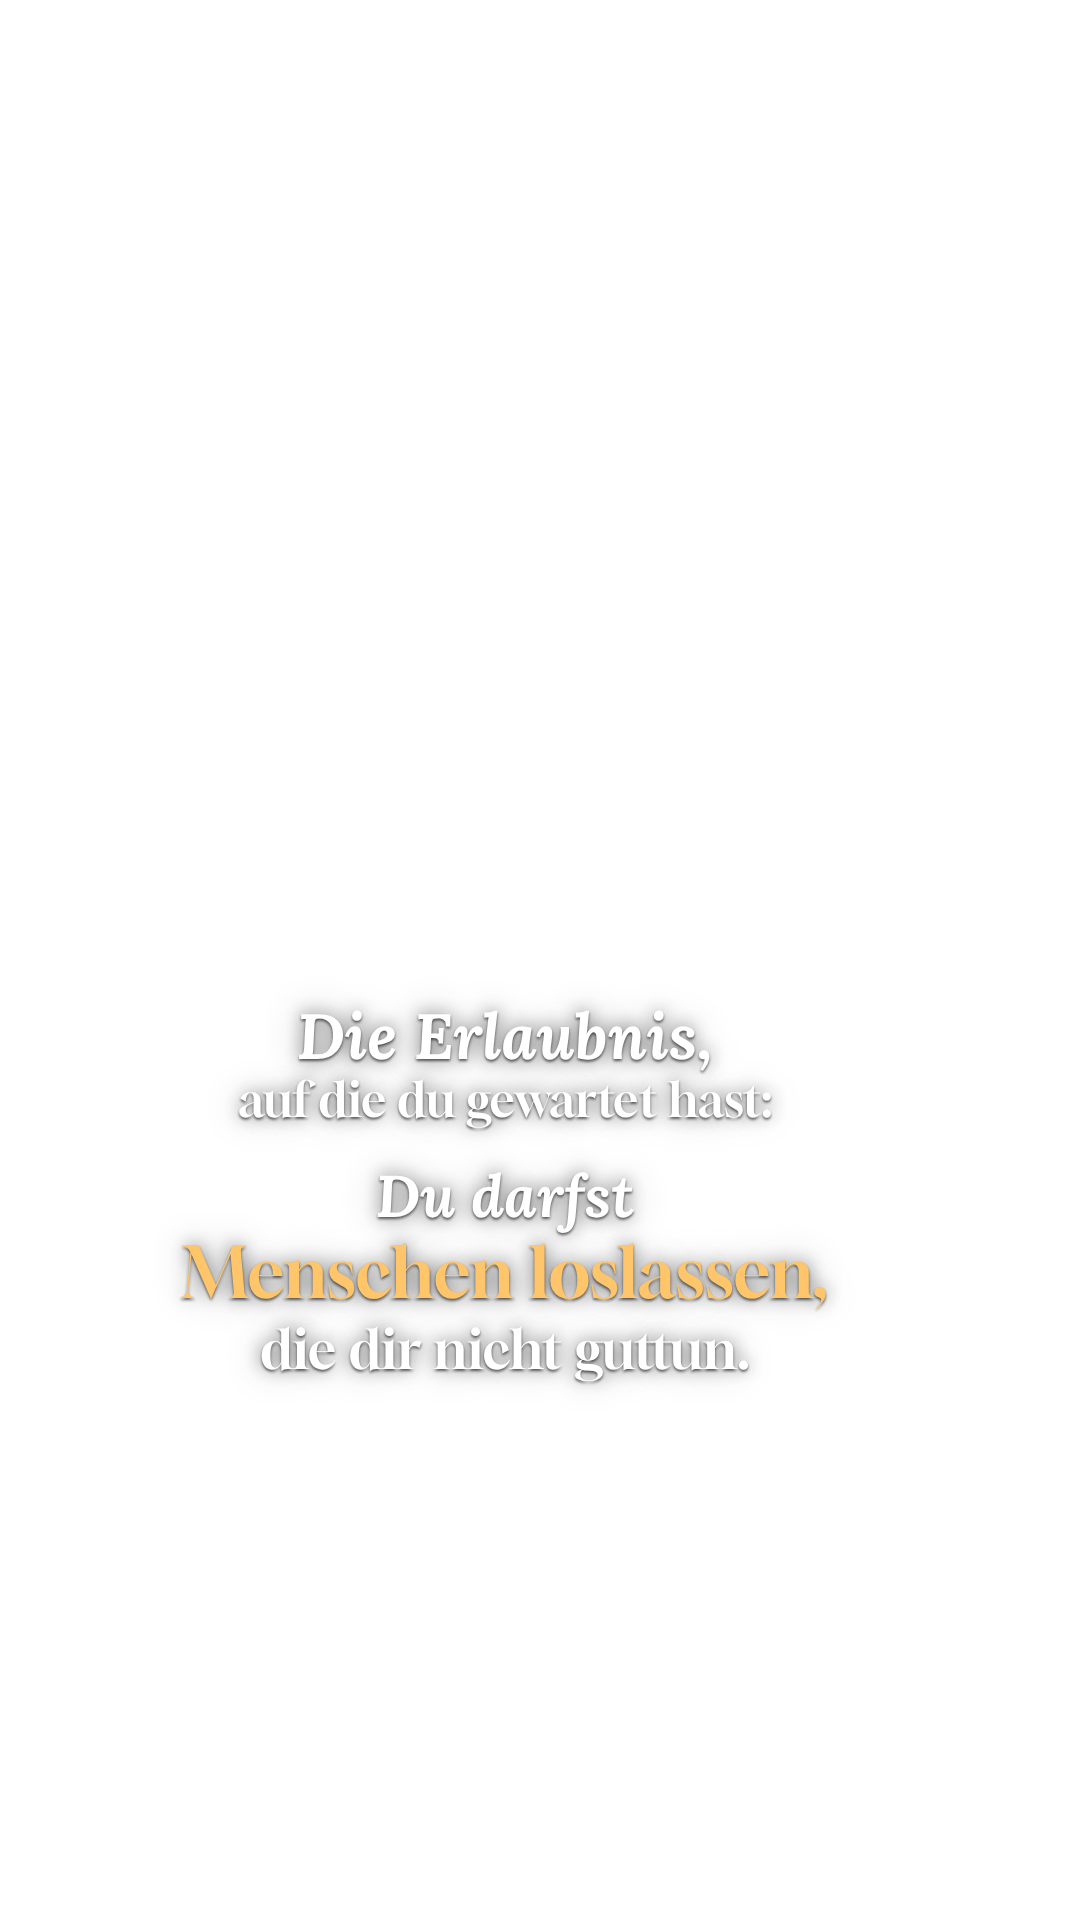 Die Erlaubnis,
auf die du gewartet hast:
Du darfst
Menschen loslassen,
die dir nicht guttun.